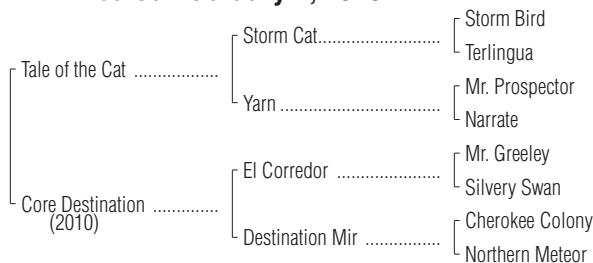 Storm Bird
Storm Cat........................
Terlingua
Tale of the Cat .................
Mr. Prospector
Yarn ................................
Narrate
Mr. Greeley
El Corredor .....................
Silvery Swan
Core Destination .............
(2010)
Cherokee Colony
Destination Mir ...............
Northern Meteor